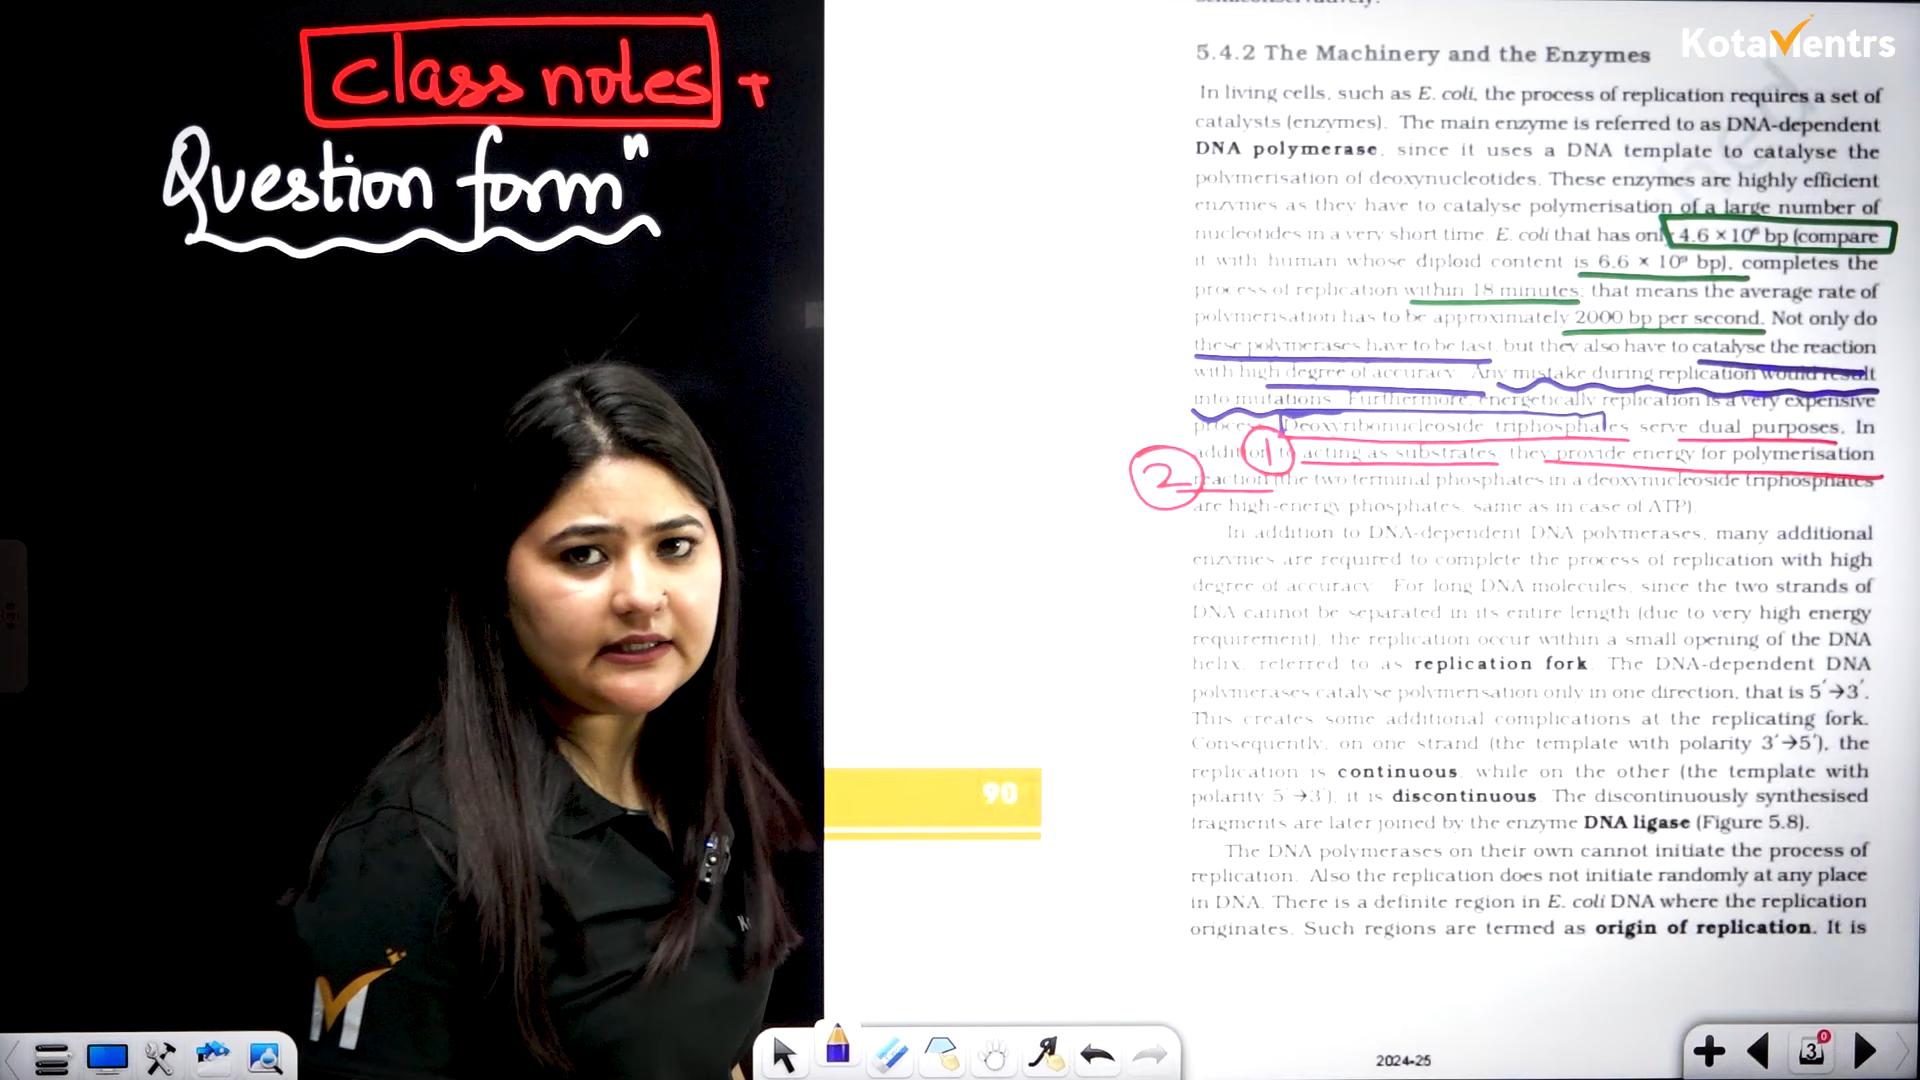 class notes +
Question formⁿ
KotaMentrs
5.4.2 The Machinery and the Enzymes
In living cells, such as E. coli, the process of replication requires a set of
catalysts (enzymes). The main enzyme is referred to as DNA-dependent
DNA polymerase, since it uses a DNA template to catalyse the
polymerisation of deoxynucleotides. These enzymes are highly efficient
enzymes as they have to catalyse polymerisation of a large number of
nucleotides in a very short time. E. coli that has only 4.6 × 10⁶ bp (compare
it with human whose diploid content is 6.6 × 10⁹ bp), completes the
process of replication within 18 minutes; that means the average rate of
polymerisation has to be approximately 2000 bp per second. Not only do
these polymerases have to be fast, but they also have to catalyse the reaction
with high degree of accuracy. Any mistake during replication would result
into mutations. Furthermore, energetically replication is a very expensive
process. Deoxyribonucleoside triphosphates serve dual purposes. In
addition to acting as substrates, they provide energy for polymerisation
reaction (the two terminal phosphates in a deoxynucleoside triphosphates
are high-energy phosphates, same as in case of ATP).
1
2
In addition to DNA-dependent DNA polymerases, many additional
enzymes are required to complete the process of replication with high
degree of accuracy. For long DNA molecules, since the two strands of
DNA cannot be separated in its entire length (due to very high energy
requirement), the replication occur within a small opening of the DNA
helix, referred to as replication fork. The DNA-dependent DNA
polymerases catalyse polymerisation only in one direction, that is 5'→3'.
This creates some additional complications at the replicating fork.
Consequently, on one strand (the template with polarity 3'→5'), the
replication is continuous, while on the other (the template with
polarity 5'→3'), it is discontinuous. The discontinuously synthesised
fragments are later joined by the enzyme DNA ligase (Figure 5.8).
The DNA polymerases on their own cannot initiate the process of
replication. Also the replication does not initiate randomly at any place
in DNA. There is a definite region in E. coli DNA where the replication
originates. Such regions are termed as origin of replication. It is
90
2024-25
3
0